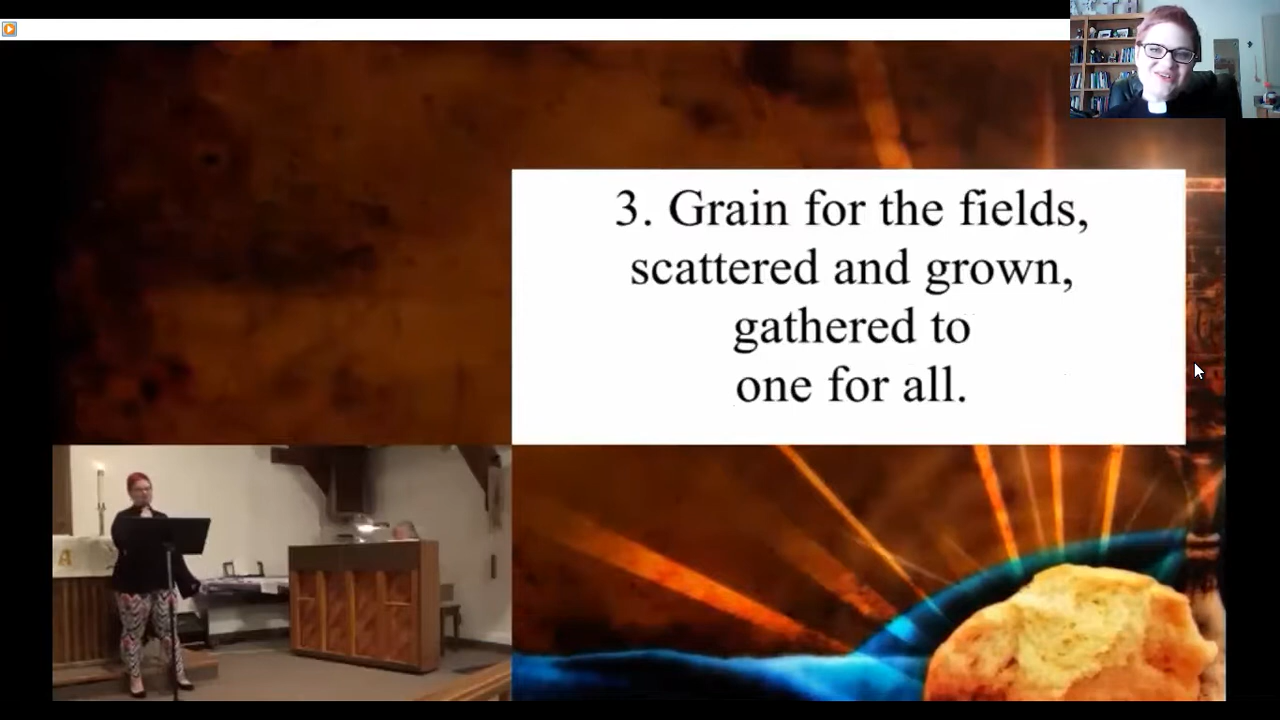 3. Grain for the fields,
scattered and grown,
gathered to
one for all.